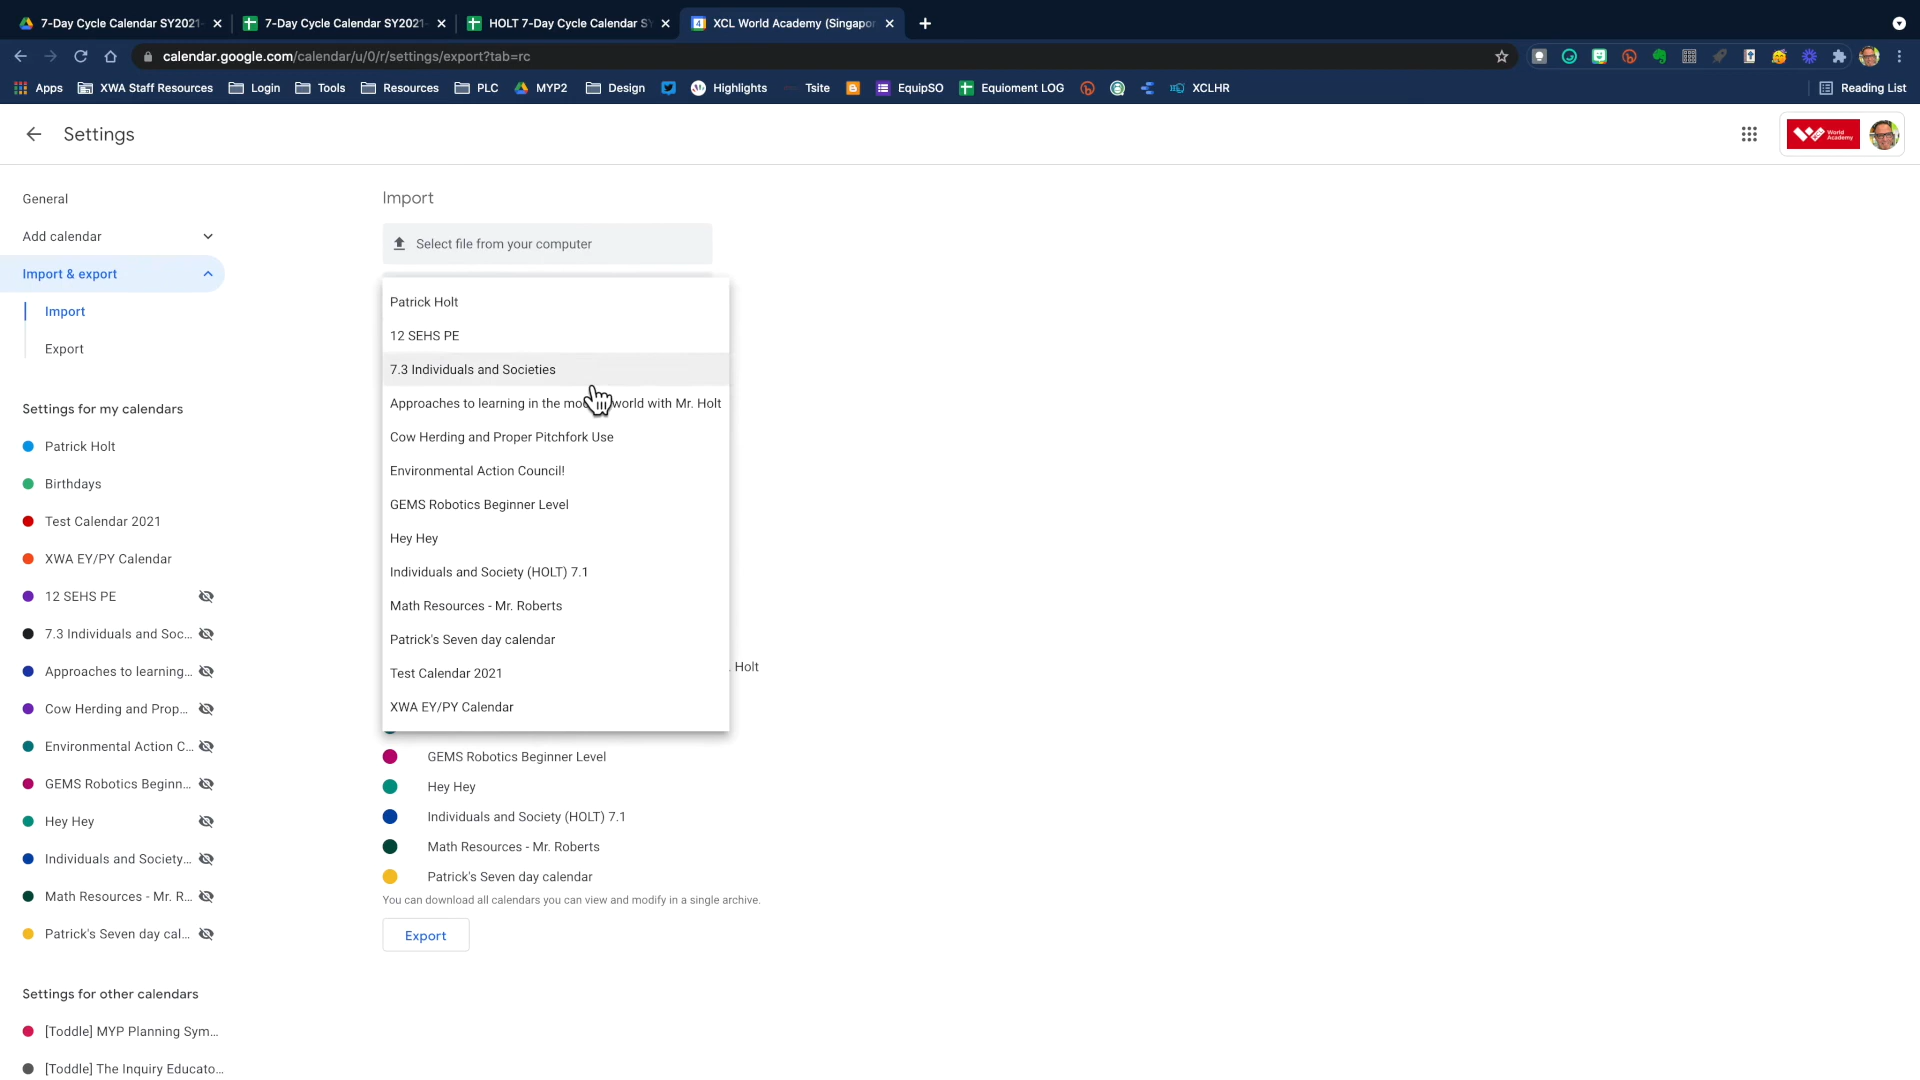 7-Day Cycle Calendar SY2021-
7-Day Cycle Calendar SY2021-
HOLT 7-Day Cycle Calendar SY
XCL World Academy (Singapor
calendar.google.com/calendar/u/0/r/settings/export?tab=rc
Apps
XWA Staff Resources
Login
Tools
Resources
PLC
MYP2
Design
Highlights
Tsite
EquipSO
Equioment LOG
XCLHR
Reading List
Settings
World Academy
General
Add calendar
Import & export
Import
Export
Settings for my calendars
Patrick Holt
Birthdays
Test Calendar 2021
XWA EY/PY Calendar
12 SEHS PE
7.3 Individuals and Soc...
Approaches to learning...
Cow Herding and Prop...
Environmental Action C...
GEMS Robotics Beginn...
Hey Hey
Individuals and Society...
Math Resources - Mr. R...
Patrick's Seven day cal...
Settings for other calendars
[Toddle] MYP Planning Sym...
[Toddle] The Inquiry Educato...
Import
Select file from your computer
Patrick Holt
12 SEHS PE
7.3 Individuals and Societies
Approaches to learning in the mo world with Mr. Holt
Cow Herding and Proper Pitchfork Use
Environmental Action Council!
GEMS Robotics Beginner Level
Hey Hey
Individuals and Society (HOLT) 7.1
Math Resources - Mr. Roberts
Patrick's Seven day calendar
Test Calendar 2021
XWA EY/PY Calendar
. Holt
GEMS Robotics Beginner Level
Hey Hey
Individuals and Society (HOLT) 7.1
Math Resources - Mr. Roberts
Patrick's Seven day calendar
You can download all calendars you can view and modify in a single archive.
Export